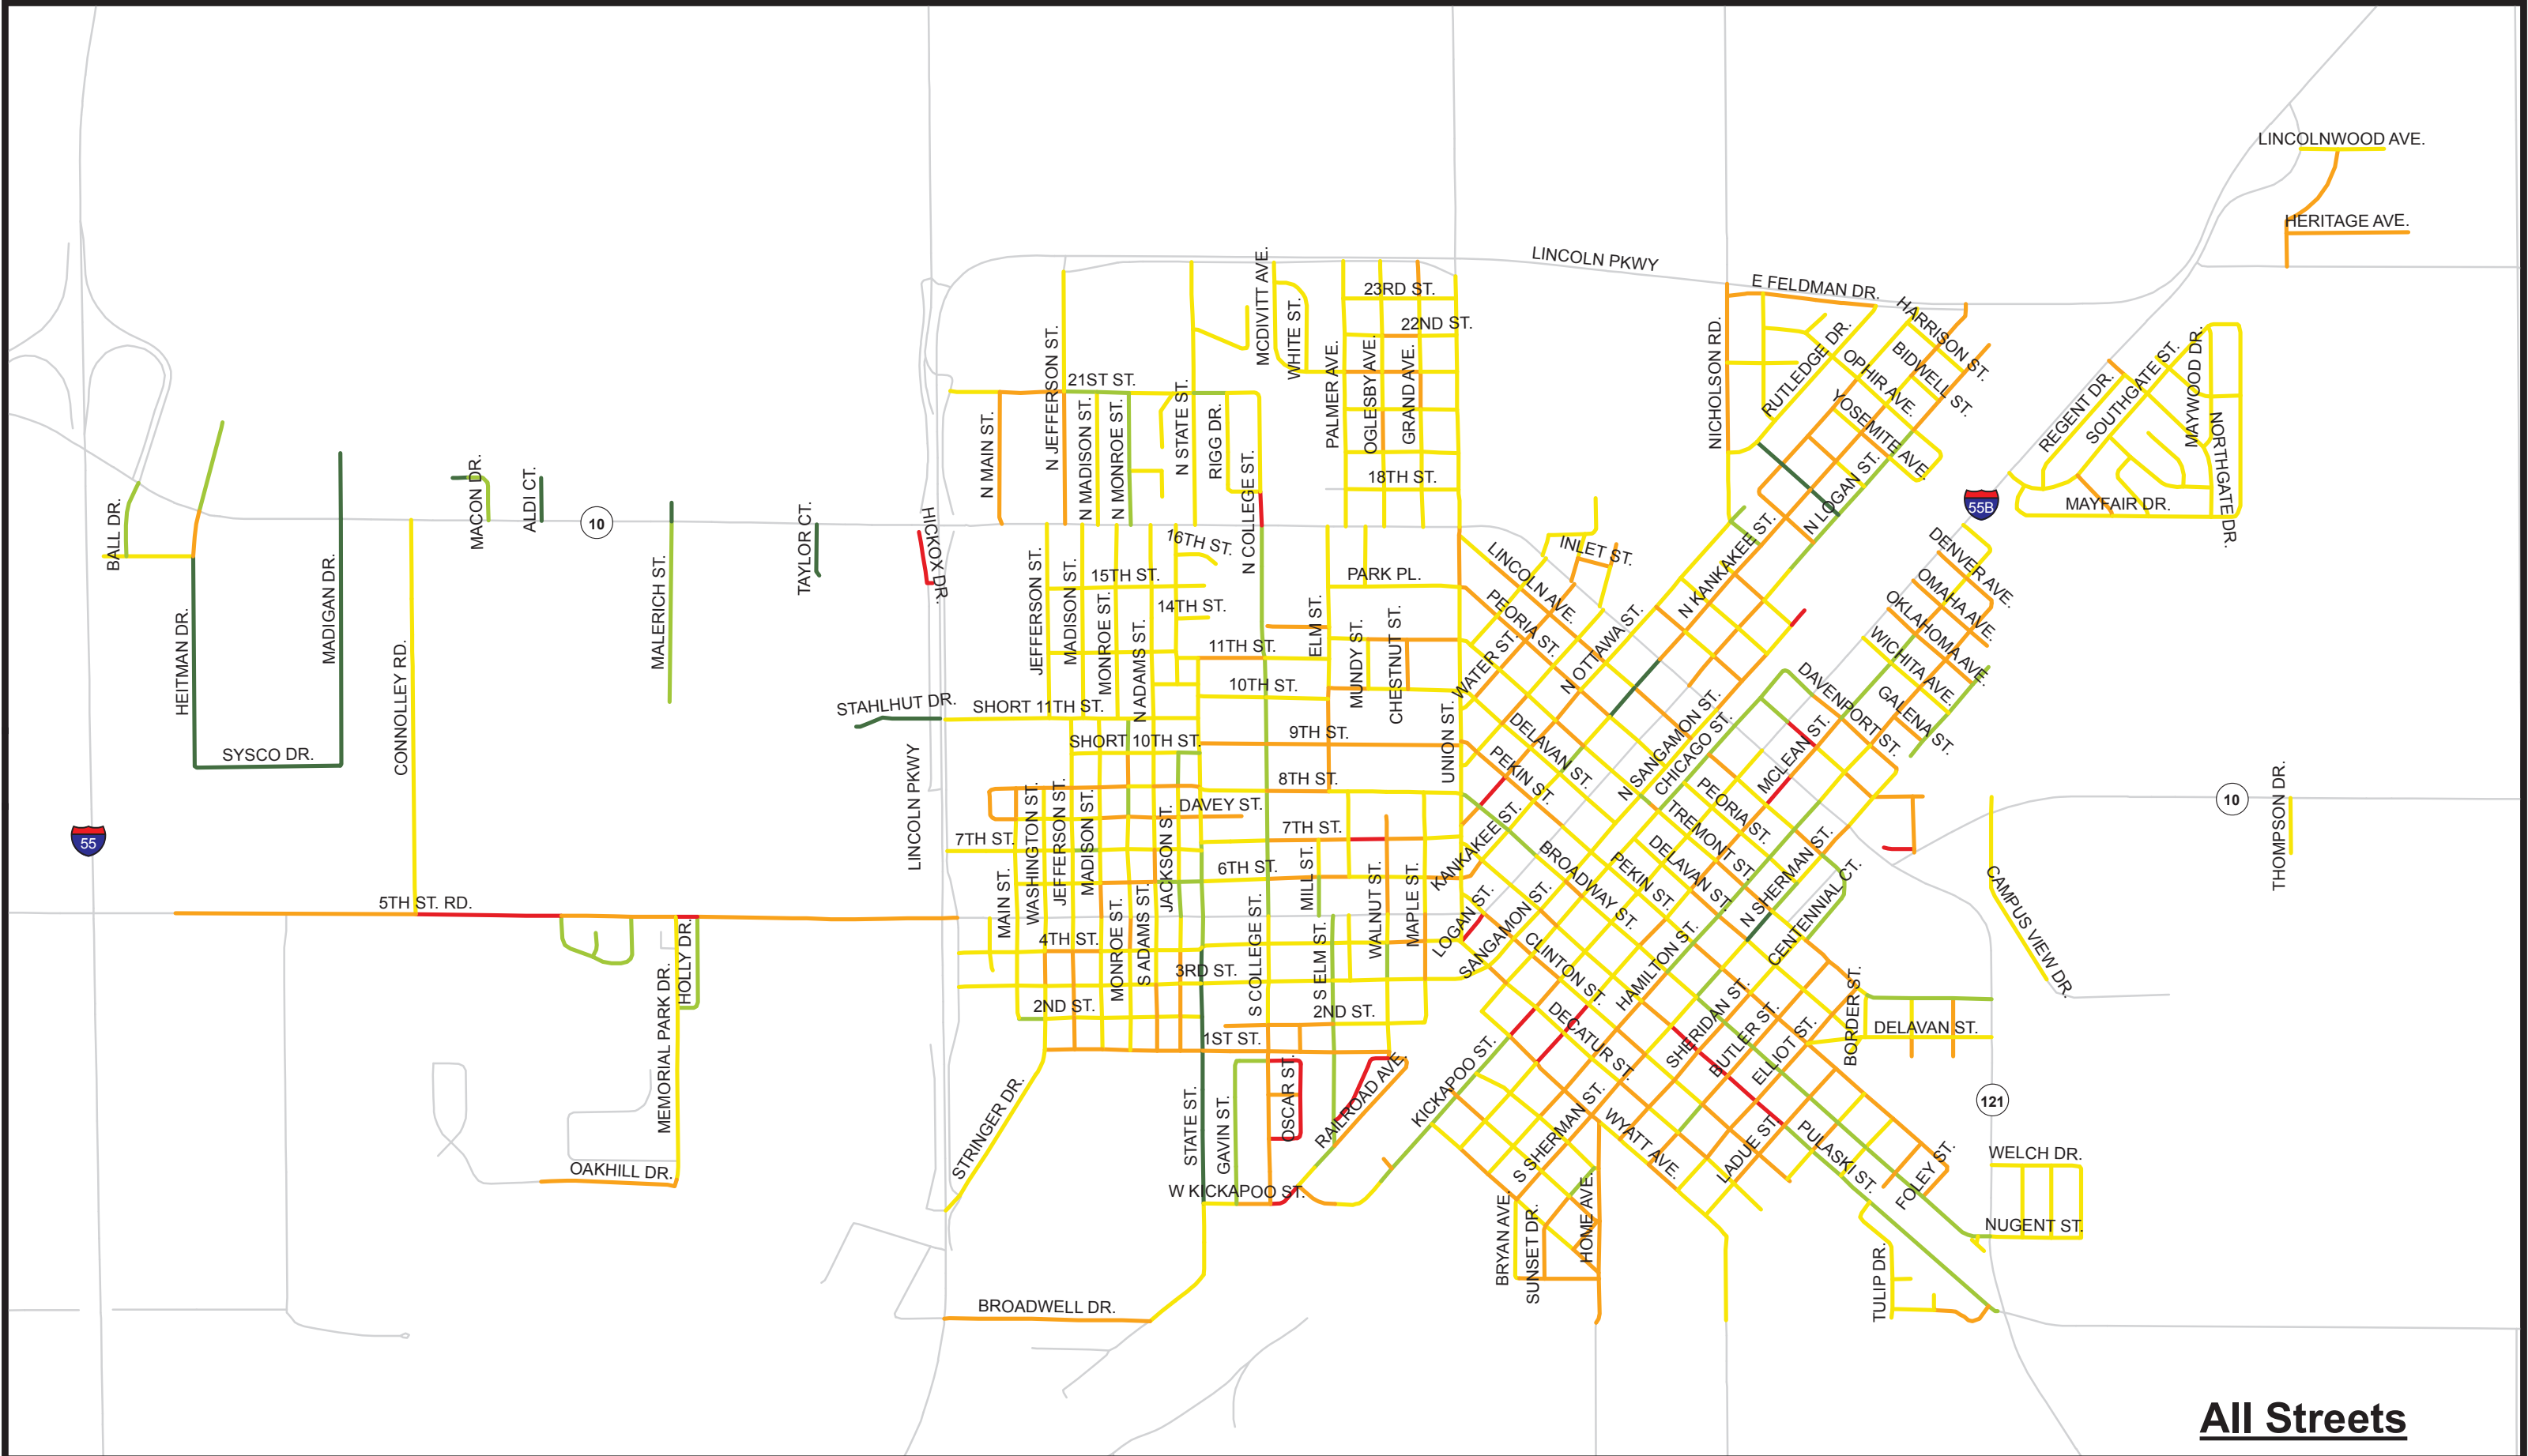 LINCOLNWOOD AVE.
HERITAGE AVE.
LINCOLN PKWY
E FELDMAN DR.
HARRISON ST.
MCDIVITT AVE.
WHITE ST.
23RD ST.
22ND ST.
PALMER AVE.
OGLESBY AVE.
GRAND AVE.
NICHOLSON RD.
RUTLEDGE DR.
OPHIR AVE.
BIDWELL ST.
YOSEMITE AVE.
REGENT DR.
SOUTHGATE ST.
MAYWOOD DR.
NORTHGATE DR.
MAYFAIR DR.
21ST ST.
N JEFFERSON ST.
N MAIN ST.
N MADISON ST.
N MONROE ST.
N STATE ST.
RIGG DR.
N COLLEGE ST.
18TH ST.
N LOGAN ST.
55B
BALL DR.
MACON DR.
ALDI CT.
10
TAYLOR CT.
HICKOX DR.
HEITMAN DR.
MADIGAN DR.
CONNOLLEY RD.
MALERICH ST.
SYSCO DR.
STAHLHUT DR.
SHORT 11TH ST.
JEFFERSON ST.
MADISON ST.
MONROE ST.
N ADAMS ST.
16TH ST.
15TH ST.
14TH ST.
11TH ST.
10TH ST.
ELM ST.
MUNDY ST.
CHESTNUT ST.
PARK PL.
INLET ST.
LINCOLN AVE.
PEORIA ST.
WATER ST.
N OTTAWA ST.
N KANKAKEE ST.
DENVER AVE.
OMAHA AVE.
OKLAHOMA AVE.
WICHITA AVE.
GALENA ST.
DAVENPORT ST.
SHORT 10TH ST.
9TH ST.
8TH ST.
UNION ST.
DELAVAN ST.
PEKIN ST.
N SANGAMON ST.
CHICAGO ST.
MCLEAN ST.
PEORIA ST.
TREMONT ST.
DELAVAN ST.
PEKIN ST.
BROADWAY ST.
N SHERMAN ST.
CENTENNIAL CT.
10
THOMPSON DR.
55
LINCOLN PKWY
7TH ST.
WASHINGTON ST.
JEFFERSON ST.
MADISON ST.
JACKSON ST.
DAVEY ST.
7TH ST.
6TH ST.
MILL ST.
WALNUT ST.
MAPLE ST.
KANKAKEE ST.
LOGAN ST.
SANGAMON ST.
5TH ST. RD.
MAIN ST.
4TH ST.
MONROE ST.
S ADAMS ST.
3RD ST.
S COLLEGE ST.
S ELM ST.
2ND ST.
2ND ST.
1ST ST.
HOLLY DR.
MEMORIAL PARK DR.
OAKHILL DR.
STRINGER DR.
STATE ST.
GAVIN ST.
OSCAR ST.
RAILROAD AVE.
W KICKAPOO ST.
KICKAPOO ST.
CLINTON ST.
DECATUR ST.
HAMILTON ST.
SHERIDAN ST.
BUTLER ST.
ELLIOT ST.
BORDER ST.
DELAVAN ST.
CAMPUS VIEW DR.
121
WELCH DR.
NUGENT ST.
S SHERMAN ST.
WYATT AVE.
LADUE ST.
PULASKI ST.
FOLEY ST.
BRYAN AVE.
SUNSET DR.
HOME AVE.
TULIP DR.
BROADWELL DR.
All Streets